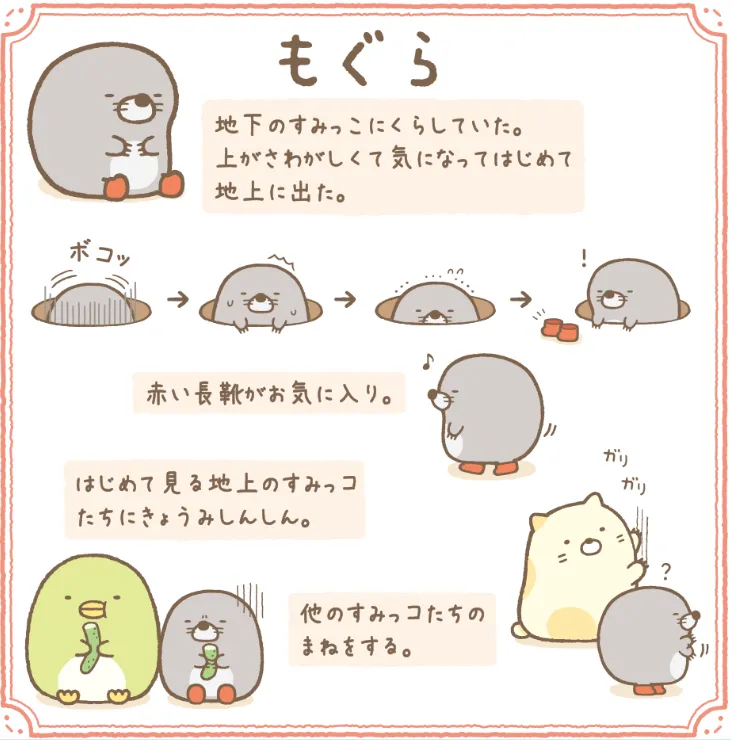 もぐら
地下のすみっこにくらしていた。
上がさわがしくて気になってはじめて
地上に出た。
ボコッ
!
♪
赤い長靴がお気に入り。
はじめて見る地上のすみっコ
たちにきょうみしんしん。
ガリ
ガリ
?
他のすみっコたちの
まねをする。